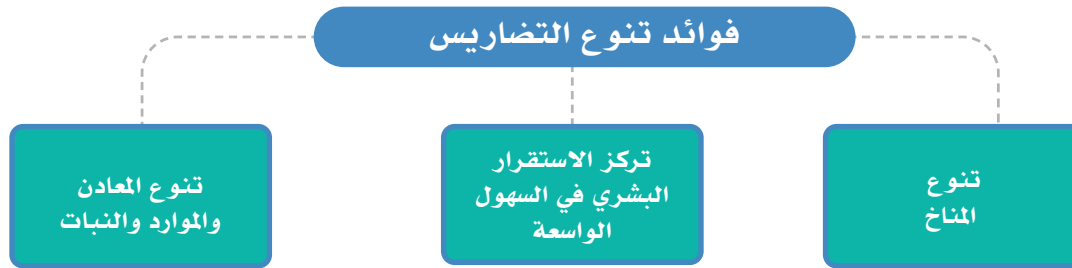 فوائد تنوع التضاريس
تنوع
المناخ
تركز الاستقرار
البشري في السهول
الواسعة
تنوع المعادن
والموارد والنبات